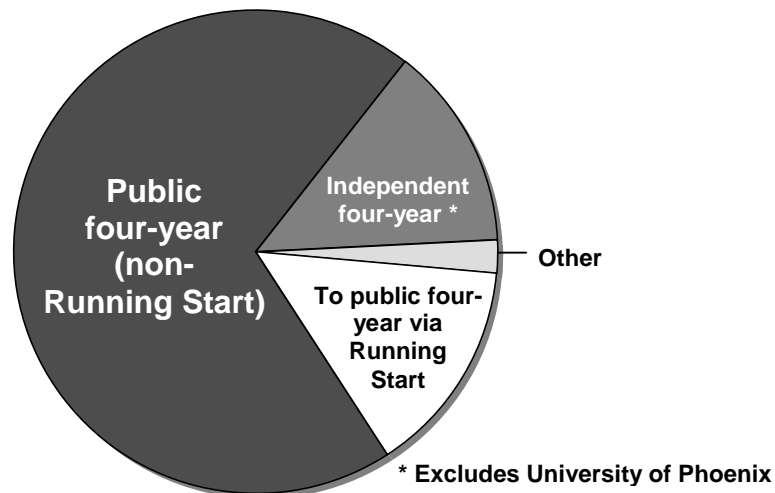 Public
four-year
(non-
Running Start)
Independent
four-year *
Other
To public four-
year via
Running
Start
* Excludes University of Phoenix